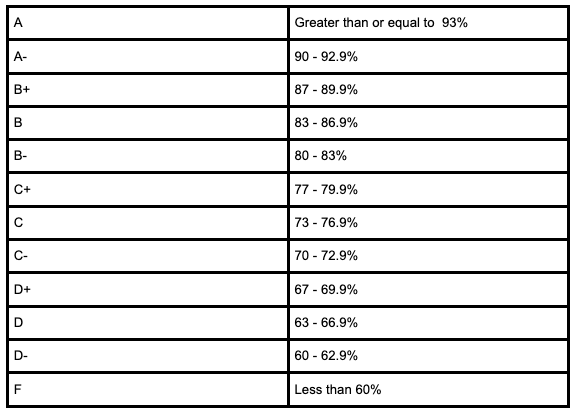 A Greater than or equal to  93%
A- 90 - 92.9%
B+ 87 - 89.9%
B 83 - 86.9%
B- 80 - 83%
C+ 77 - 79.9%
C 73 - 76.9%
C- 70 - 72.9%
D+ 67 - 69.9%
D 63 - 66.9%
D- 60 - 62.9%
F Less than 60%